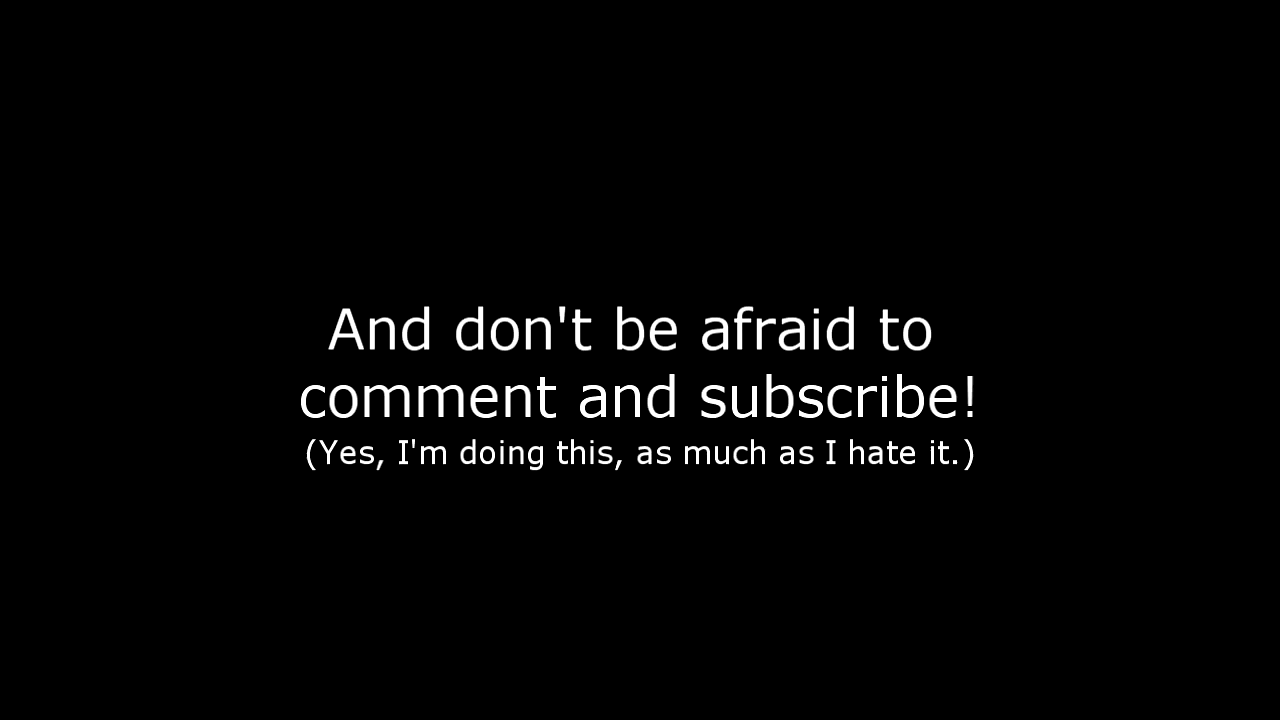 And don't be afraid to
comment and subscribe!
(Yes, I'm doing this, as much as I hate it.)